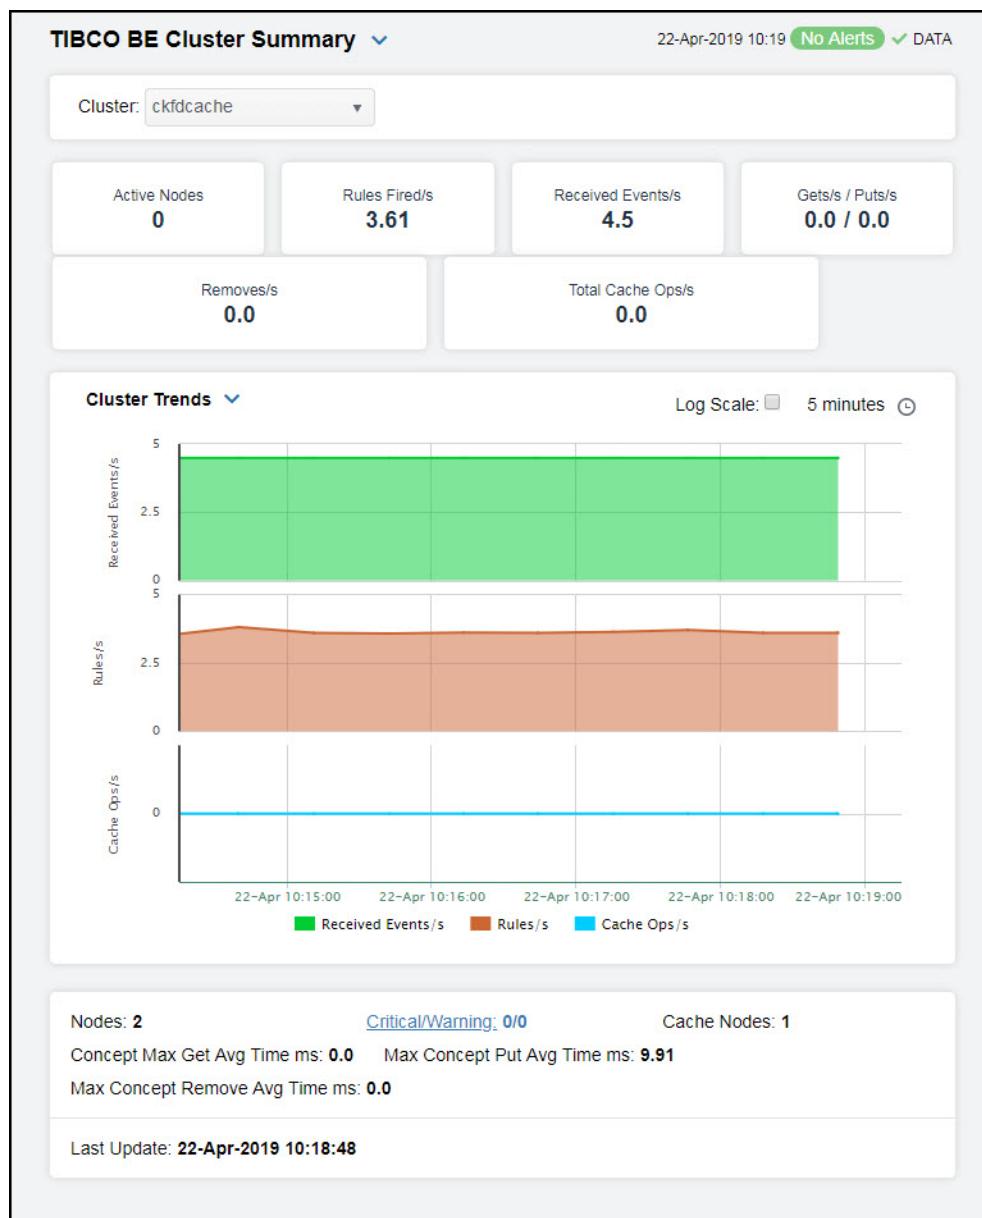 TIBCO BE Cluster Summary 22-Apr-2019 10:19 No Alerts DATA
Cluster: ckfdcache
Active Nodes Rules Fired/s Received Events/s Gets/s / Puts/s
0 3.61 4.5 0.0 / 0.0
Removes/s Total Cache Ops/s
0.0 0.0
Cluster Trends Log Scale: 5 minutes
Received Events/s
5
2.5
0
Rules/s
5
2.5
0
Cache Ops/s
0
22-Apr 10:15:00 22-Apr 10:16:00 22-Apr 10:17:00 22-Apr 10:18:00 22-Apr 10:19:00
Received Events/s Rules/s Cache Ops/s
Nodes: 2 Critical/Warning: 0/0 Cache Nodes: 1
Concept Max Get Avg Time ms: 0.0 Max Concept Put Avg Time ms: 9.91
Max Concept Remove Avg Time ms: 0.0
Last Update: 22-Apr-2019 10:18:48